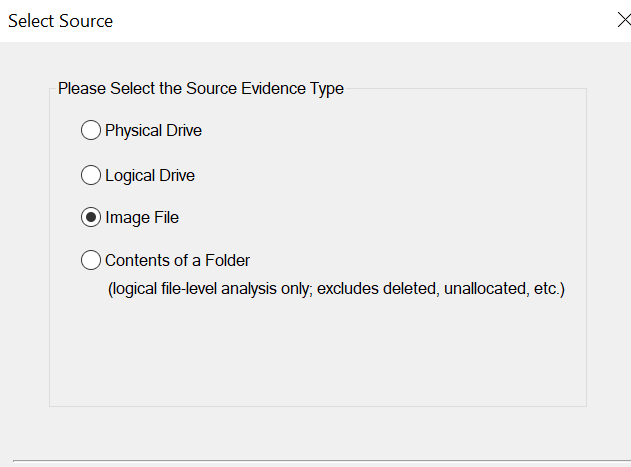 Select Source
Please Select the Source Evidence Type
Physical Drive
Logical Drive
Image File
Contents of a Folder
(logical file-level analysis only; excludes deleted, unallocated, etc.)